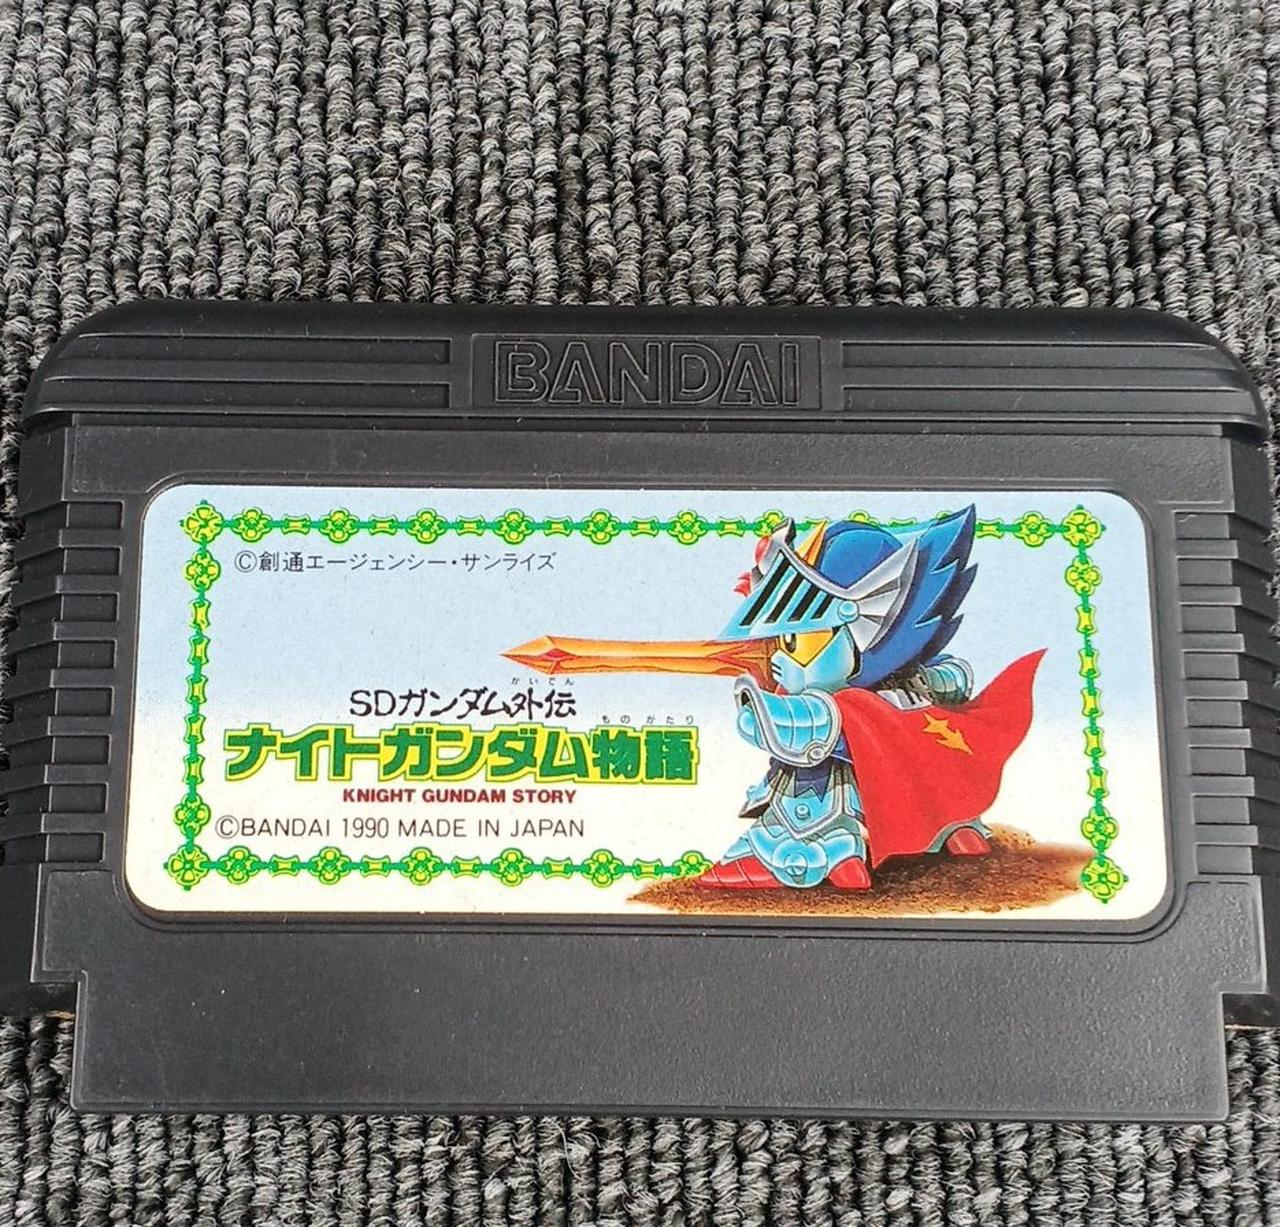 BANDAI
©創通エージェンシー・サンライズ
かいでん
SDガンダム外伝
ものがたり
ナイトガンダム物語
KNIGHT GUNDAM STORY
©BANDAI 1990 MADE IN JAPAN